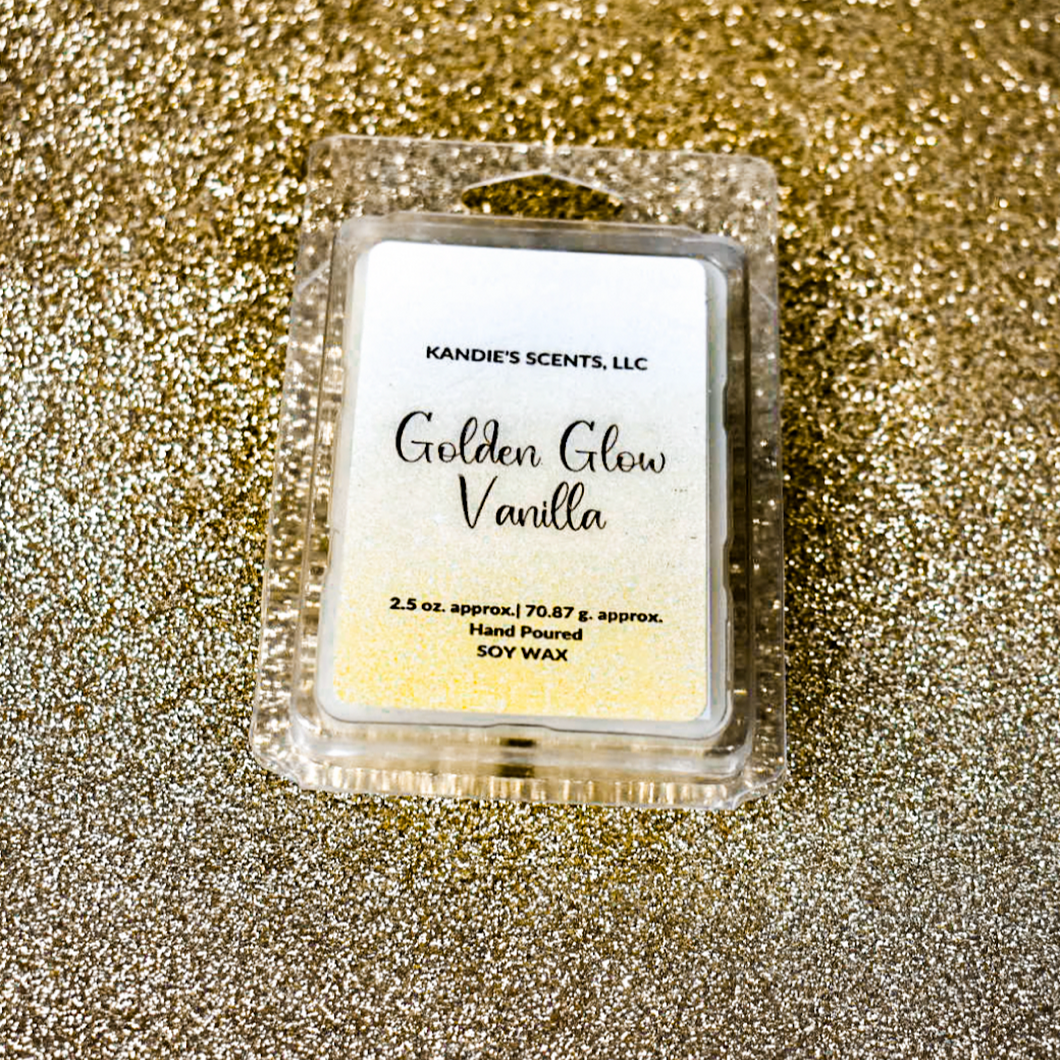 KANDIE'S SCENTS, LLC
Golden Glow
Vanilla
2.5 oz. approx.| 70.87 g. approx.
Hand Poured
SOY WAX